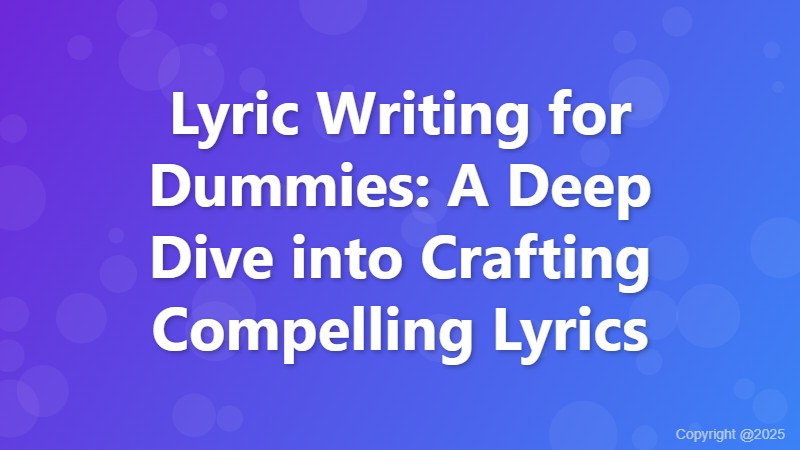 Lyric Writing for
Dummies: A Deep
Dive into Crafting
Compelling Lyrics
Copyright @2025